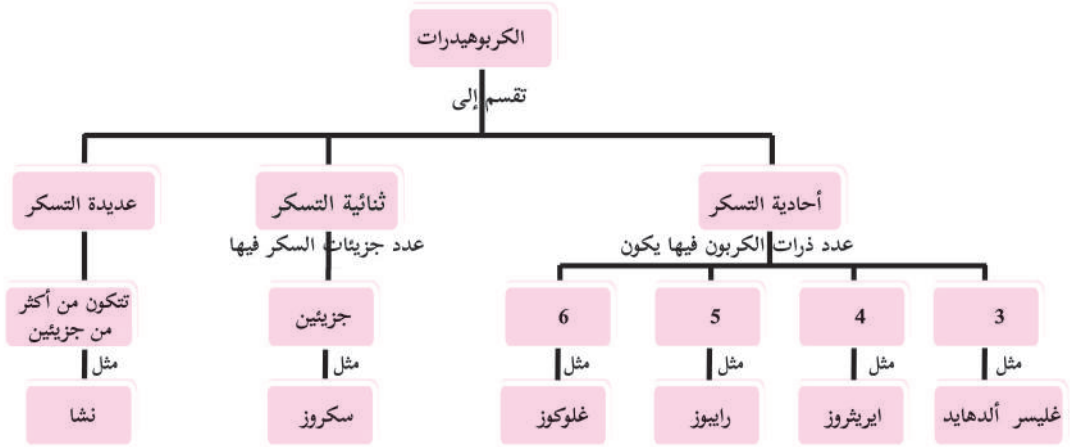 الكربوهيدرات
تقسم إلى
أحادية التسكر
ثنائية التسكر
عديدة التسكر
عدد ذرات الكربون فيها يكون
عدد جزيئات السكر فيها
3
4
5
6
جزيئين
تتكون من أكثر
من جزيئين
مثل
مثل
مثل
مثل
مثل
مثل
غليسر ألدهايد
ايريثروز
رايبوز
غلوكوز
سكروز
نشا